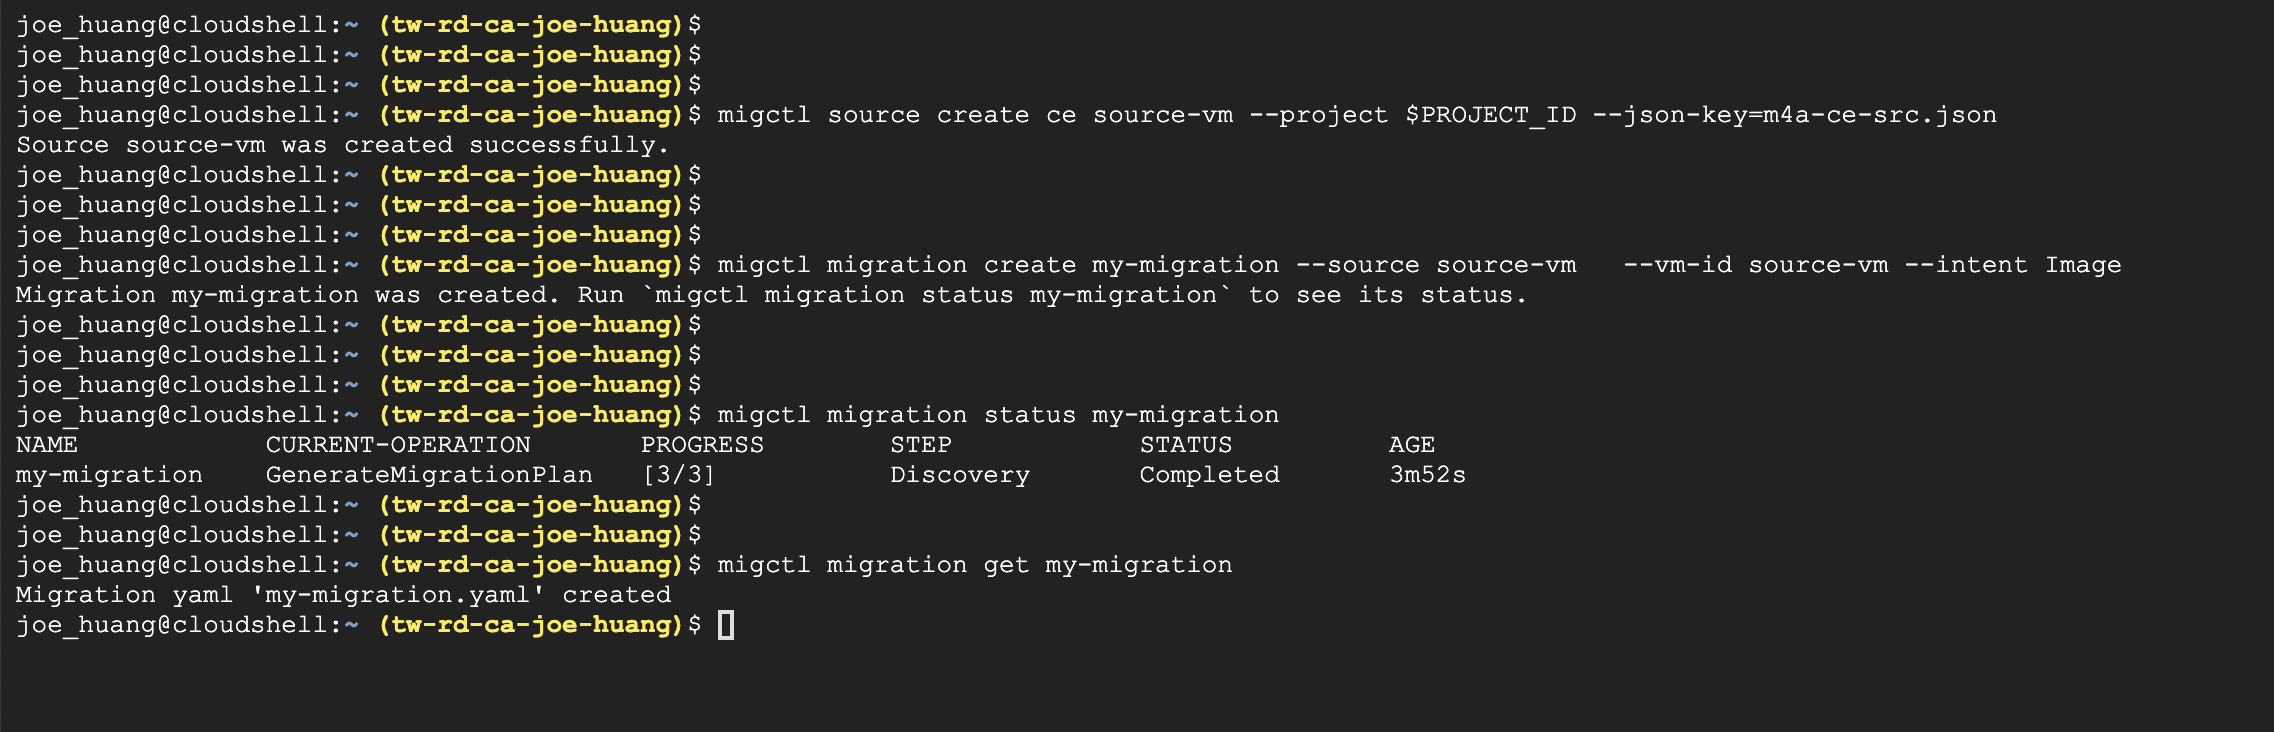 joe_huang@cloudshell:~ (tw-rd-ca-joe-huang)$
joe_huang@cloudshell:~ (tw-rd-ca-joe-huang)$
joe_huang@cloudshell:~ (tw-rd-ca-joe-huang)$
joe_huang@cloudshell:~ (tw-rd-ca-joe-huang)$ migctl source create ce source-vm --project $PROJECT_ID --json-key=m4a-ce-src.json
Source source-vm was created successfully.
joe_huang@cloudshell:~ (tw-rd-ca-joe-huang)$
joe_huang@cloudshell:~ (tw-rd-ca-joe-huang)$
joe_huang@cloudshell:~ (tw-rd-ca-joe-huang)$
joe_huang@cloudshell:~ (tw-rd-ca-joe-huang)$ migctl migration create my-migration --source source-vm   --vm-id source-vm --intent Image
Migration my-migration was created. Run `migctl migration status my-migration` to see its status.
joe_huang@cloudshell:~ (tw-rd-ca-joe-huang)$
joe_huang@cloudshell:~ (tw-rd-ca-joe-huang)$
joe_huang@cloudshell:~ (tw-rd-ca-joe-huang)$
joe_huang@cloudshell:~ (tw-rd-ca-joe-huang)$ migctl migration status my-migration
NAME            CURRENT-OPERATION       PROGRESS        STEP            STATUS          AGE
my-migration    GenerateMigrationPlan   [3/3]           Discovery       Completed       3m52s
joe_huang@cloudshell:~ (tw-rd-ca-joe-huang)$
joe_huang@cloudshell:~ (tw-rd-ca-joe-huang)$
joe_huang@cloudshell:~ (tw-rd-ca-joe-huang)$ migctl migration get my-migration
Migration yaml 'my-migration.yaml' created
joe_huang@cloudshell:~ (tw-rd-ca-joe-huang)$